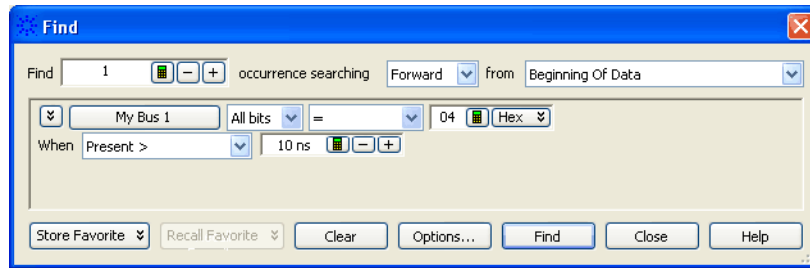 Find
Find 1 occurrence searching Forward from Beginning Of Data
My Bus 1 All bits = 04 Hex
When Present > 10 ns
Store Favorite Recall Favorite Clear Options... Find Close Help